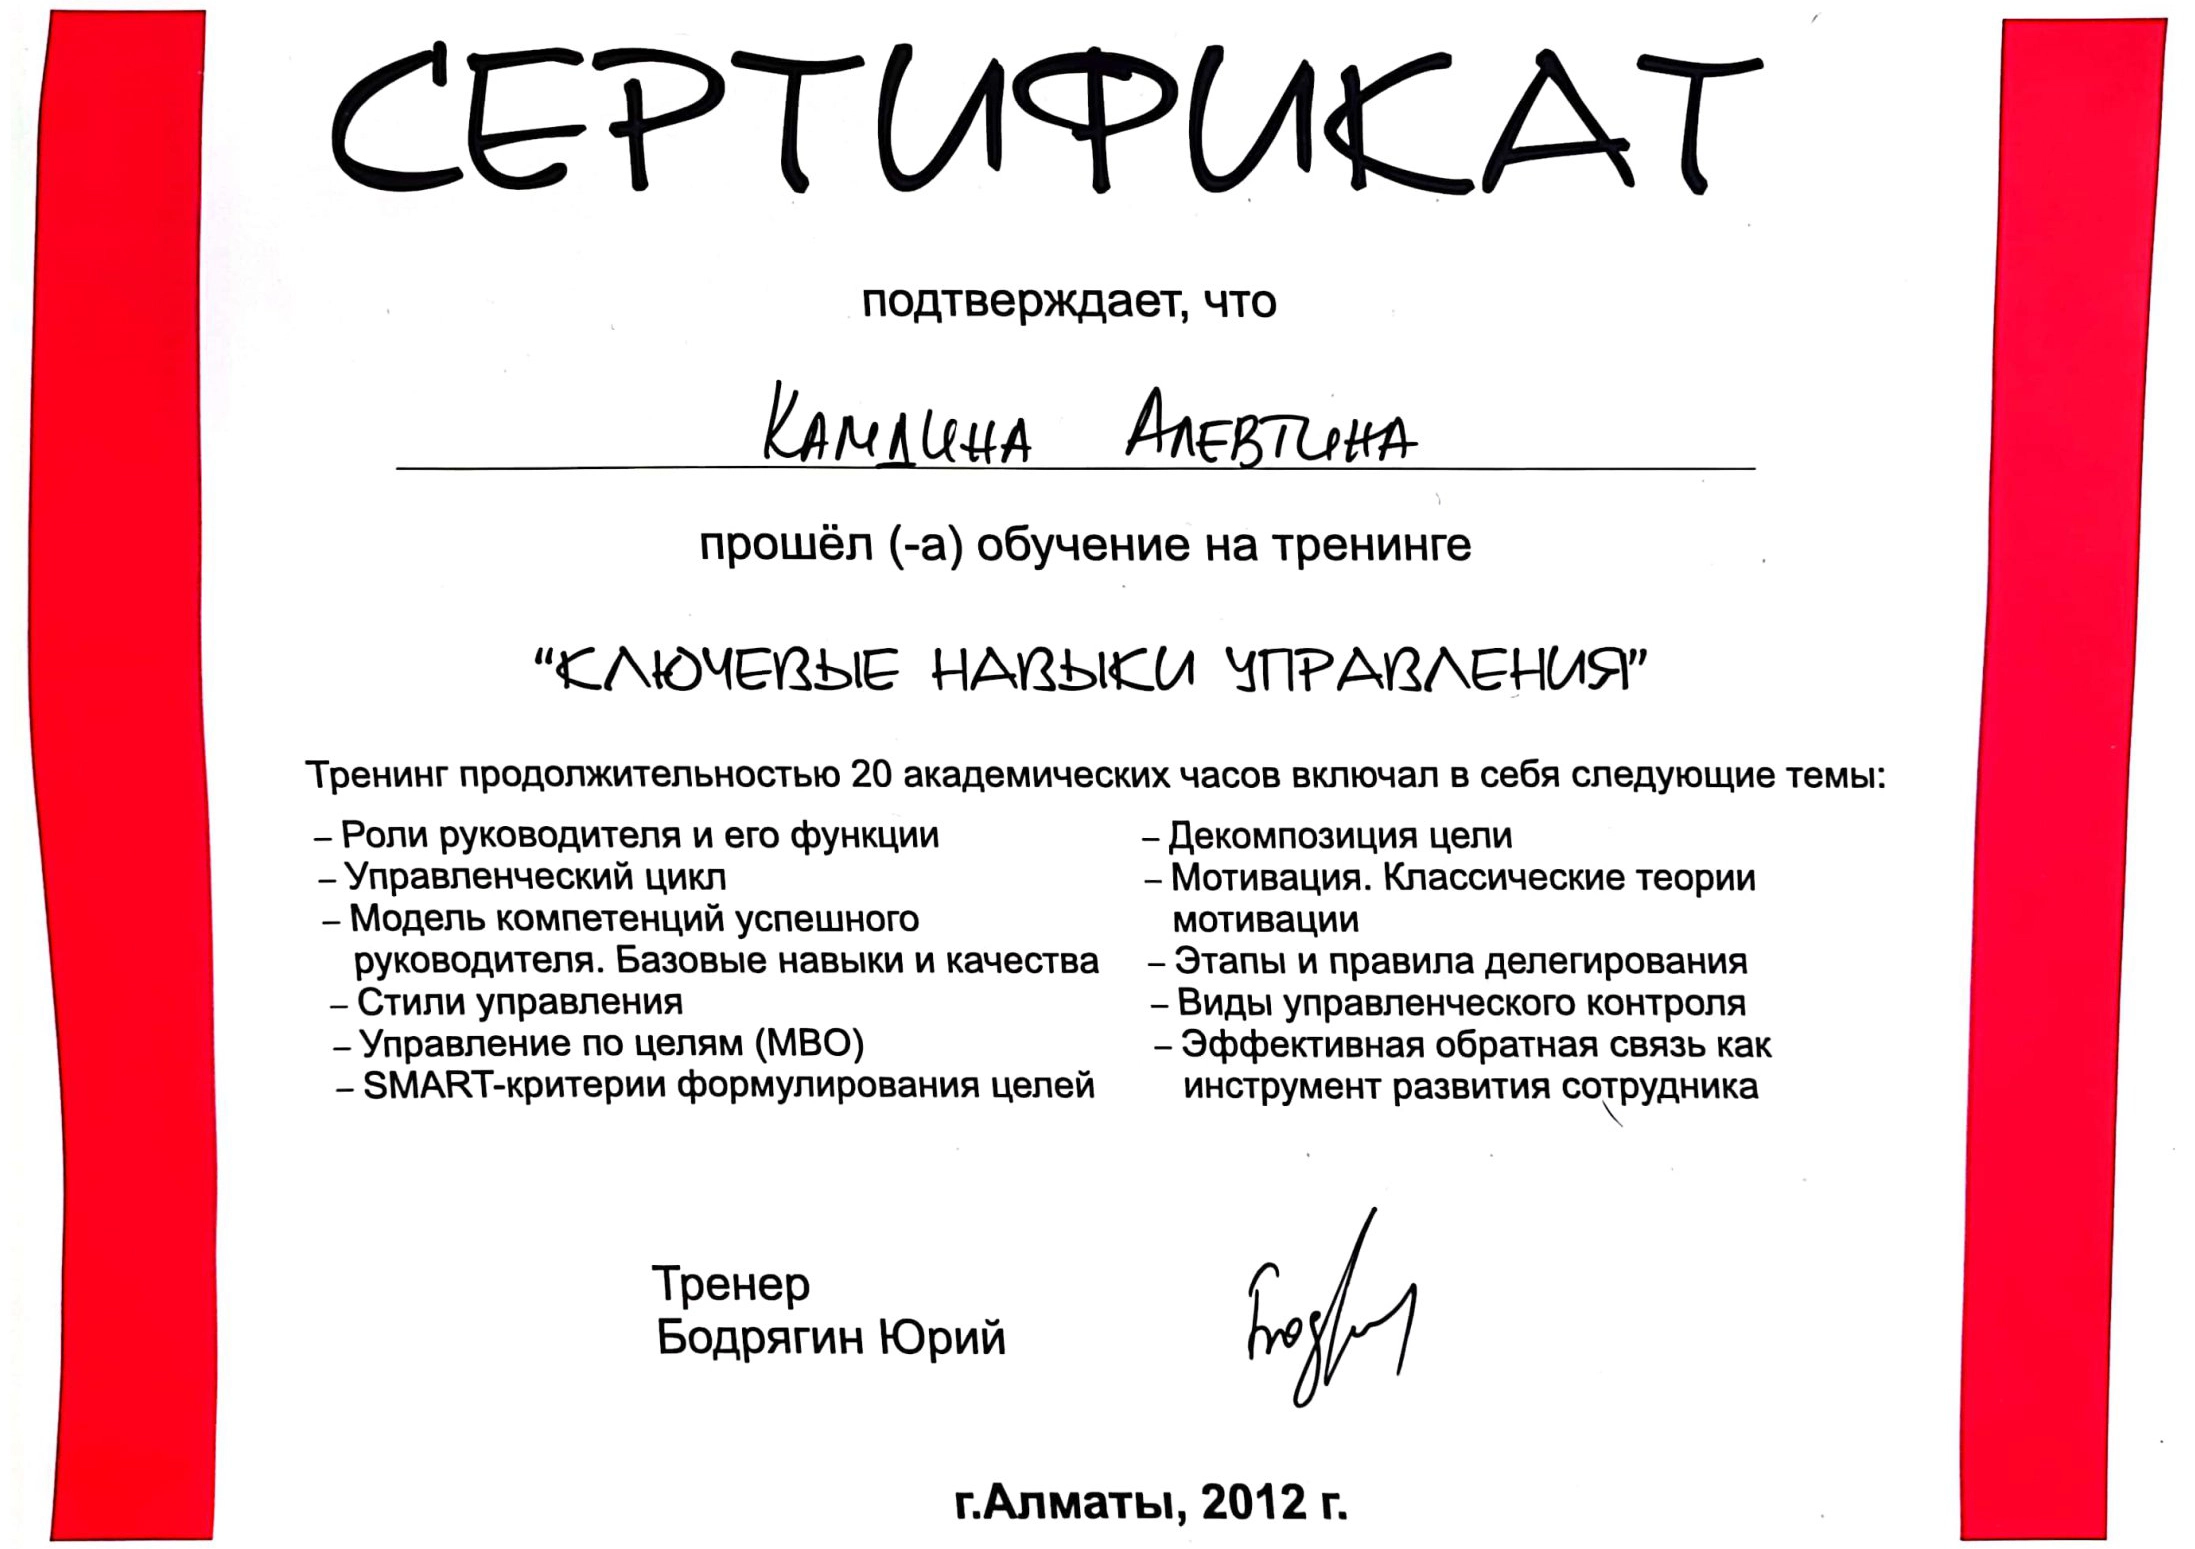 СЕРТИФИКАТ
подтверждает, что
Камдина Алевтина
прошёл (-а) обучение на тренинге
“КЛЮЧЕВЫЕ НАВЫКИ УПРАВЛЕНИЯ”
Тренинг продолжительностью 20 академических часов включал в себя следующие темы:
– Роли руководителя и его функции
– Управленческий цикл
– Модель компетенций успешного
руководителя. Базовые навыки и качества
– Стили управления
– Управление по целям (МВО)
– SMART-критерии формулирования целей
– Декомпозиция цели
– Мотивация. Классические теории
мотивации
– Этапы и правила делегирования
– Виды управленческого контроля
– Эффективная обратная связь как
инструмент развития сотрудника
Тренер
Бодрягин Юрий
г.Алматы, 2012 г.